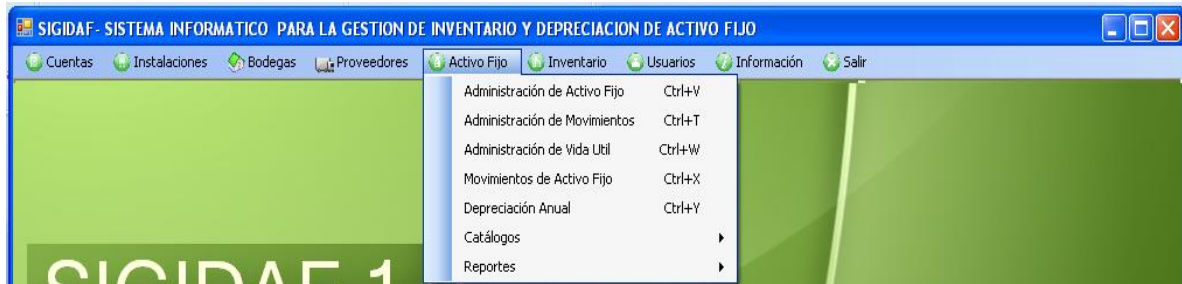 SIGIDAF- SISTEMA INFORMATICO PARA LA GESTION DE INVENTARIO Y DEPRECIACION DE ACTIVO FIJO
Cuentas Instalaciones Bodegas Proveedores Activo Fijo Inventario Usuarios Información Salir
Administración de Activo Fijo Ctrl+V
Administración de Movimientos Ctrl+T
Administración de Vida Util Ctrl+W
Movimientos de Activo Fijo Ctrl+X
Depreciación Anual Ctrl+Y
Catálogos
Reportes
SIGIDAF 1